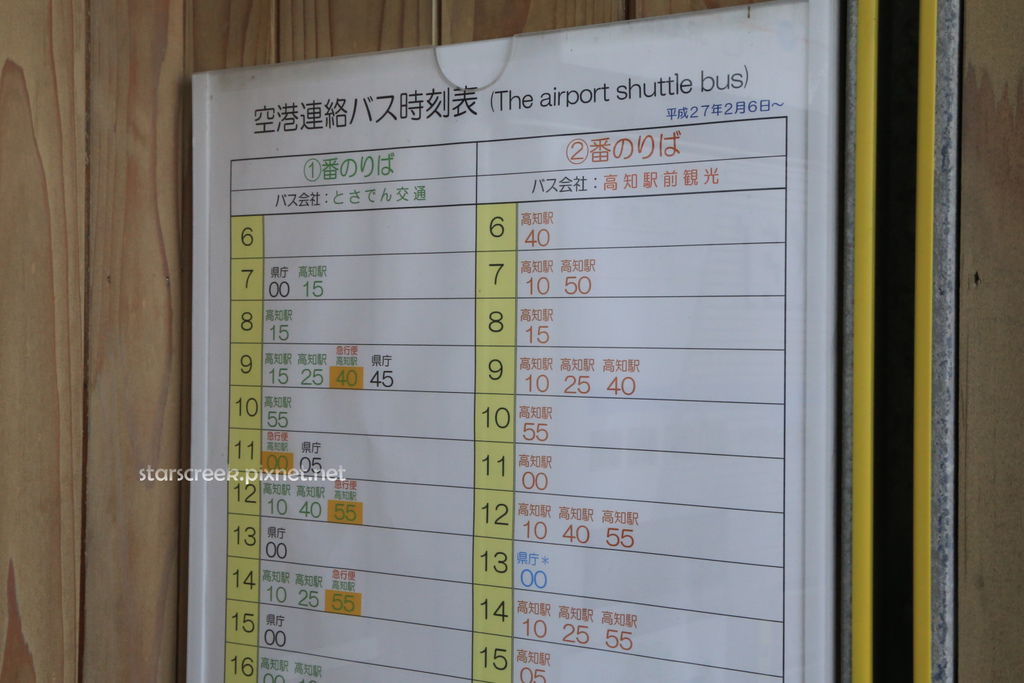 空港連絡バス時刻表 (The airport shuttle bus)
平成27年2月6日～
①番のりば
バス会社：とさでん交通
6
7 県庁 高知駅
00 15
8 高知駅
15
急行便
9 高知駅 高知駅 高知駅 県庁
15 25 40 45
10 高知駅
55
急行便
11 高知駅 県庁
00 05
急行便
12 高知駅 高知駅 高知駅
10 40 55
13 県庁
00
急行便
14 高知駅 高知駅 高知駅
10 25 55
15 県庁
00
16 高知駅 高知駅
②番のりば
バス会社：高知駅前観光
6 高知駅
40
7 高知駅 高知駅
10 50
8 高知駅
15
9 高知駅 高知駅 高知駅
10 25 40
10 高知駅
55
11 高知駅
00
12 高知駅 高知駅 高知駅
10 40 55
13 県庁＊
00
14 高知駅 高知駅 高知駅
10 25 55
15 高知駅
05
starscreek.pixnet.net